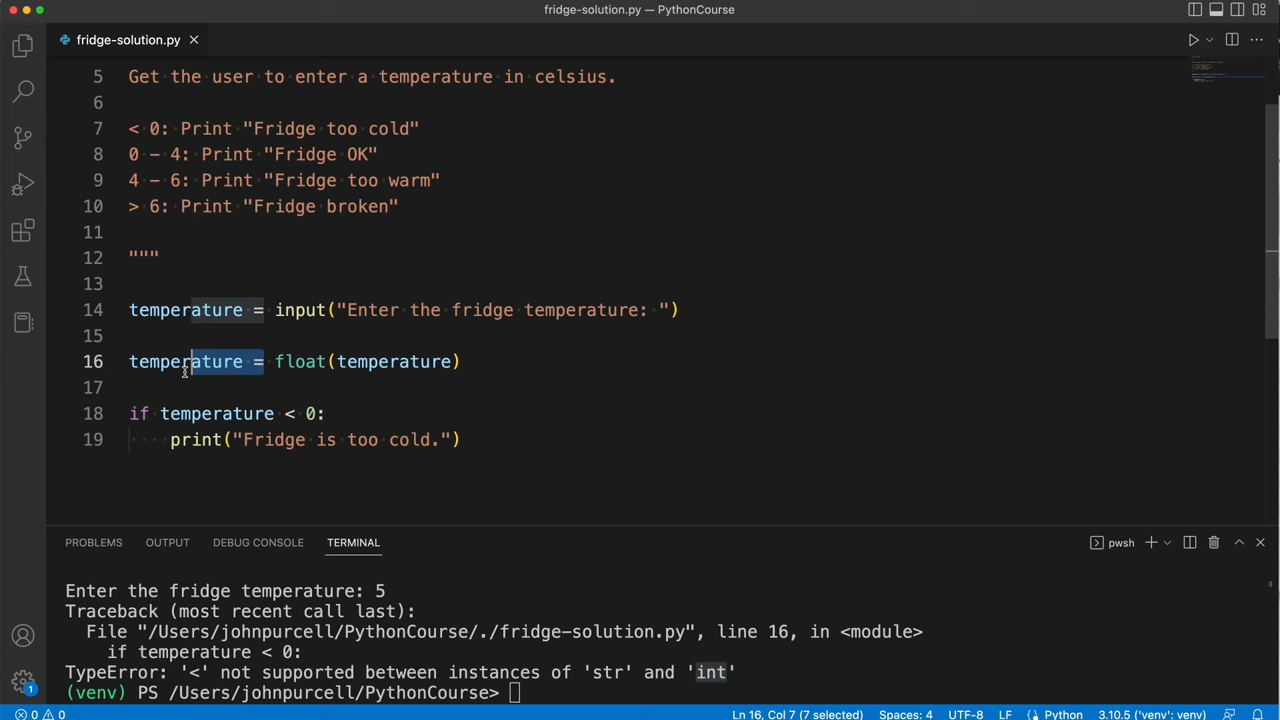 fridge-solution.py — PythonCourse
fridge-solution.py
5 Get the user to enter a temperature in celsius.
6
7 < 0: Print "Fridge too cold"
8 0 - 4: Print "Fridge OK"
9 4 - 6: Print "Fridge too warm"
10 > 6: Print "Fridge broken"
11
12 """
13
14 temperature = input("Enter the fridge temperature: ")
15
16 temperature = float(temperature)
17
18 if temperature < 0:
19 print("Fridge is too cold.")
PROBLEMS OUTPUT DEBUG CONSOLE TERMINAL pwsh
Enter the fridge temperature: 5
Traceback (most recent call last):
File "/Users/johnpurcell/PythonCourse/./fridge-solution.py", line 16, in <module>
if temperature < 0:
TypeError: '<' not supported between instances of 'str' and 'int'
(venv) PS /Users/johnpurcell/PythonCourse>
1
0 0 Ln 16, Col 7 (7 selected) Spaces: 4 UTF-8 LF Python 3.10.5 ('venv': venv)